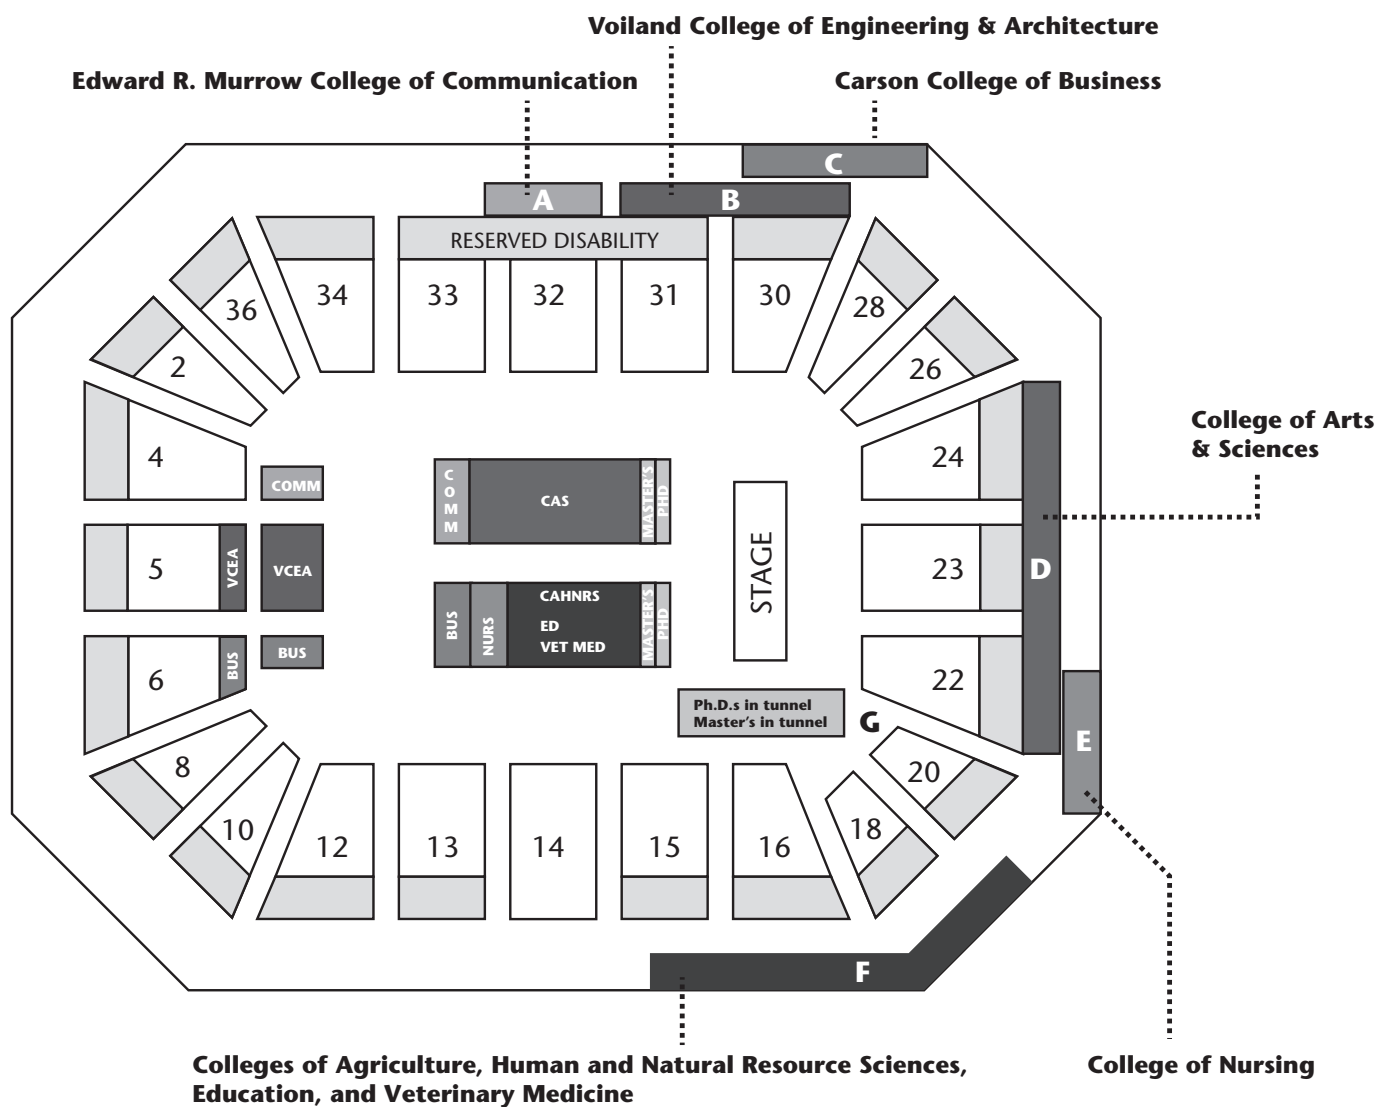 Voiland College of Engineering & Architecture
Edward R. Murrow College of Communication
Carson College of Business
C
A
B
RESERVED DISABILITY
36
34
33
32
31
30
28
2
26
4
24
College of Arts
& Sciences
COMM
COMM
CAS
MASTER'S
PHD
5
VCEA
VCEA
STAGE
23
D
BUS
NURS
CAHNRS
ED
VET MED
MASTER'S
PHD
6
BUS
BUS
22
Ph.D.s in tunnel
Master's in tunnel
G
E
8
20
10
12
13
14
15
16
18
F
Colleges of Agriculture, Human and Natural Resource Sciences,
Education, and Veterinary Medicine
College of Nursing